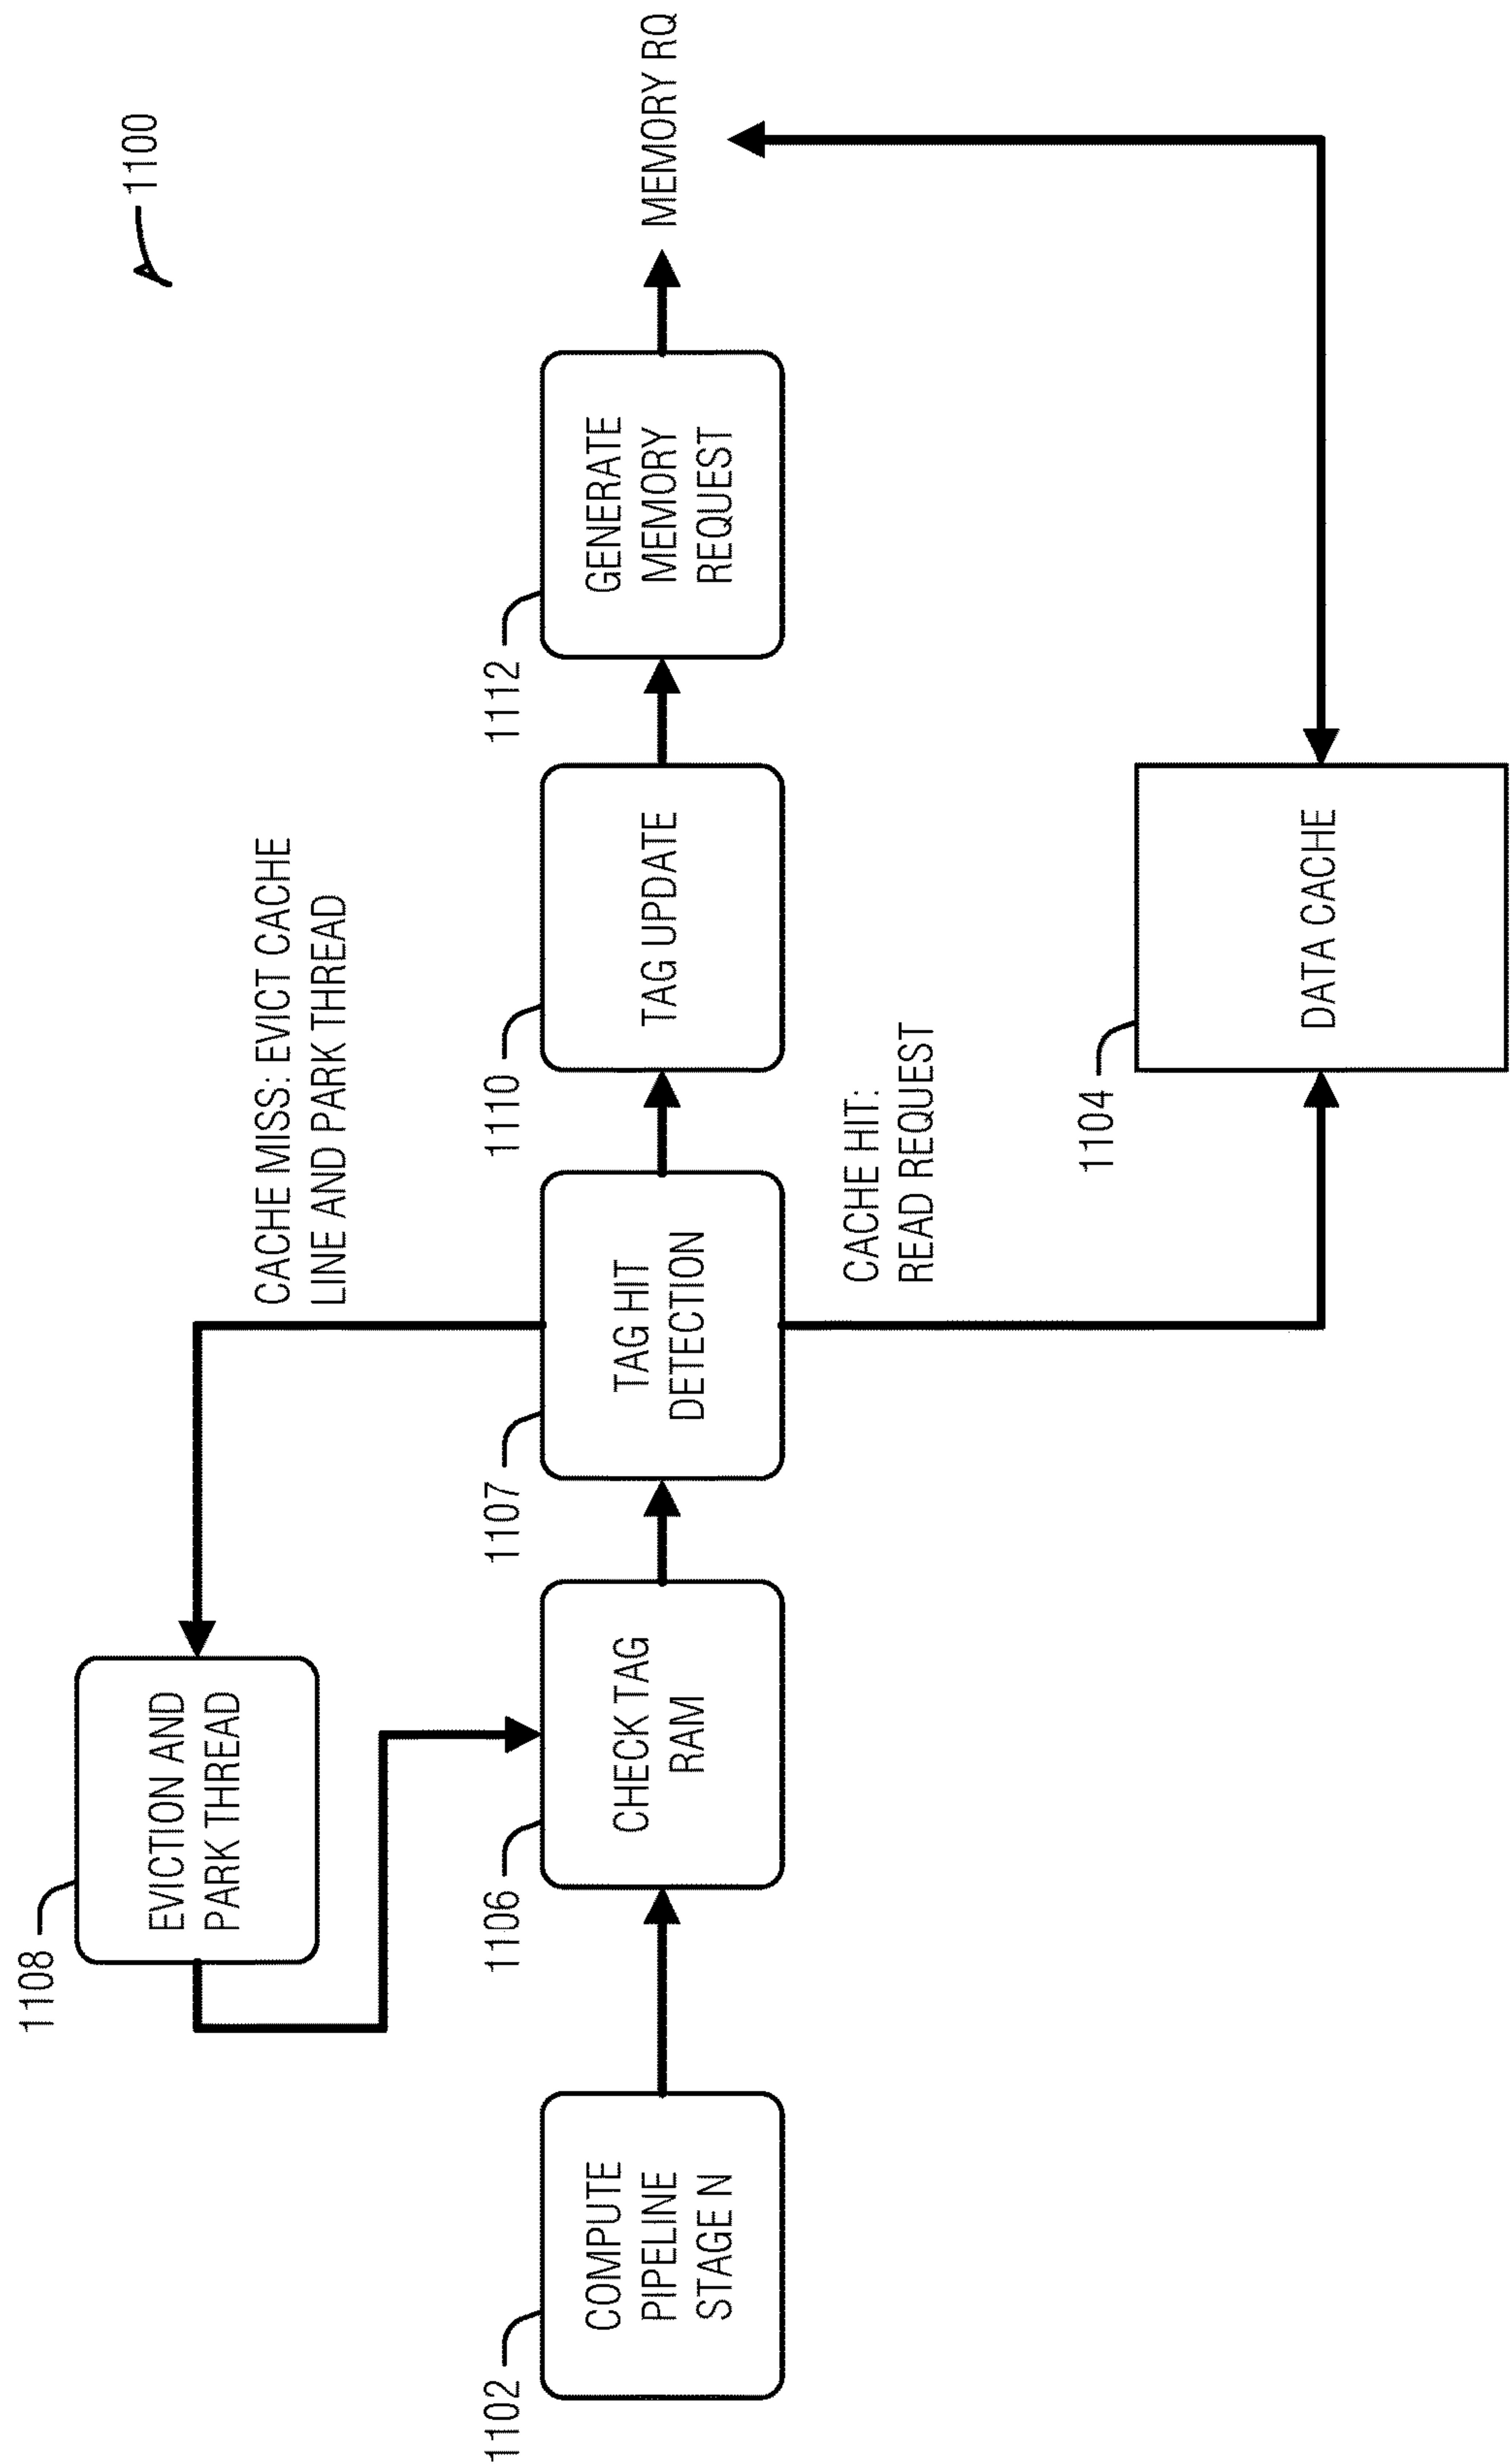 1100
1108
EVICTION AND
PARK THREAD
CACHE MISS: EVICT CACHE
LINE AND PARK THREAD
1102
COMPUTE
PIPELINE
STAGE N
1106
CHECK TAG
RAM
1107
TAG HIT
DETECTION
1110
TAG UPDATE
1112
GENERATE
MEMORY
REQUEST
MEMORY RQ
CACHE HIT:
READ REQUEST
1104
DATA CACHE